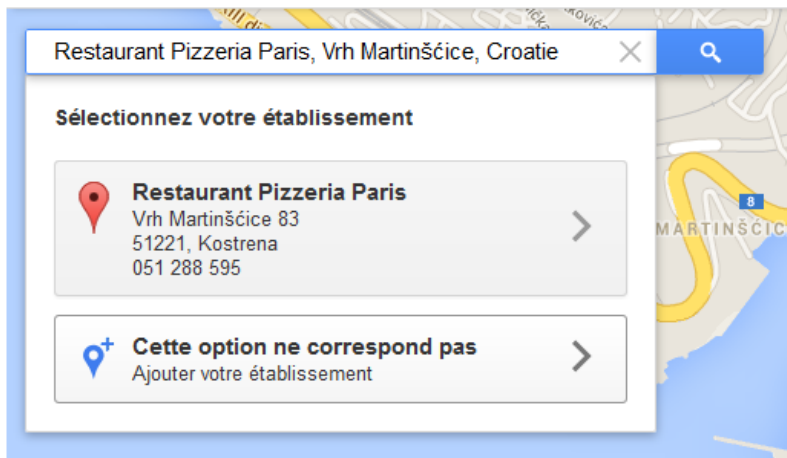 Restaurant Pizzeria Paris, Vrh Martinšćice, Croatie
Sélectionnez votre établissement
Restaurant Pizzeria Paris
Vrh Martinšćice 83
51221, Kostrena
051 288 595
8
MARTINŠĆIC
Cette option ne correspond pas
Ajouter votre établissement